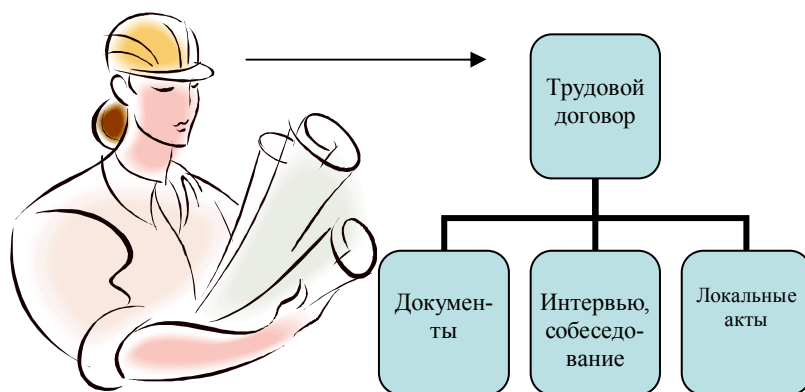 Трудовой
договор
Докумен-
ты
Интервью,
собеседо-
вание
Локальные
акты